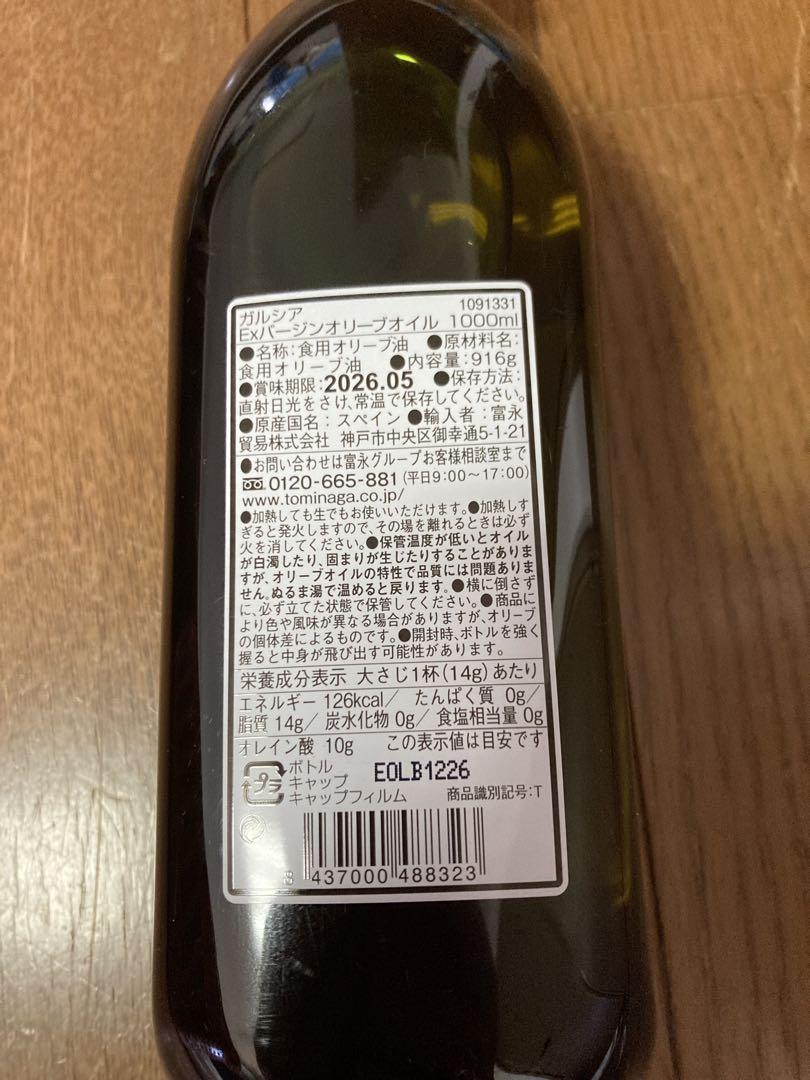 ガルシア 1091331
Exバージンオリーブオイル 1000ml
●名称:食用オリーブ油 ●原材料名:
食用オリーブ油 ●内容量:916g
●賞味期限:2026.05 ●保存方法:
直射日光をさけ、常温で保存してください。
●原産国名:スペイン ●輸入者:富永
貿易株式会社 神戸市中央区御幸通5-1-21
●お問い合わせは富永グループお客様相談室まで
0120-665-881 (平日9:00〜17:00)
www.tominaga.co.jp/
●加熱しても生でもお使いいただけます。●加熱しす
ぎると発火しますので、その場を離れるときは必ず
火を消してください。●保管温度が低いとオイル
が白濁したり、固まりが生じたりすることがありま
すが、オリーブオイルの特性で品質には問題ありま
せん。ぬるま湯で温めると戻ります。●横に倒さず
に、必ず立てた状態で保管してください。●商品に
より色や風味が異なる場合がありますが、オリーブ
の個体差によるものです。●開封時、ボトルを強く
握ると中身が飛び出す可能性があります。
栄養成分表示 大さじ1杯(14g)あたり
エネルギー 126kcal/ たんぱく質 0g/
脂質 14g/ 炭水化物 0g/ 食塩相当量 0g
オレイン酸 10g この表示値は目安です
プラ ボトル
キャップ EOLB1226
キャップフィルム 商品識別記号:T
8 437000 488323